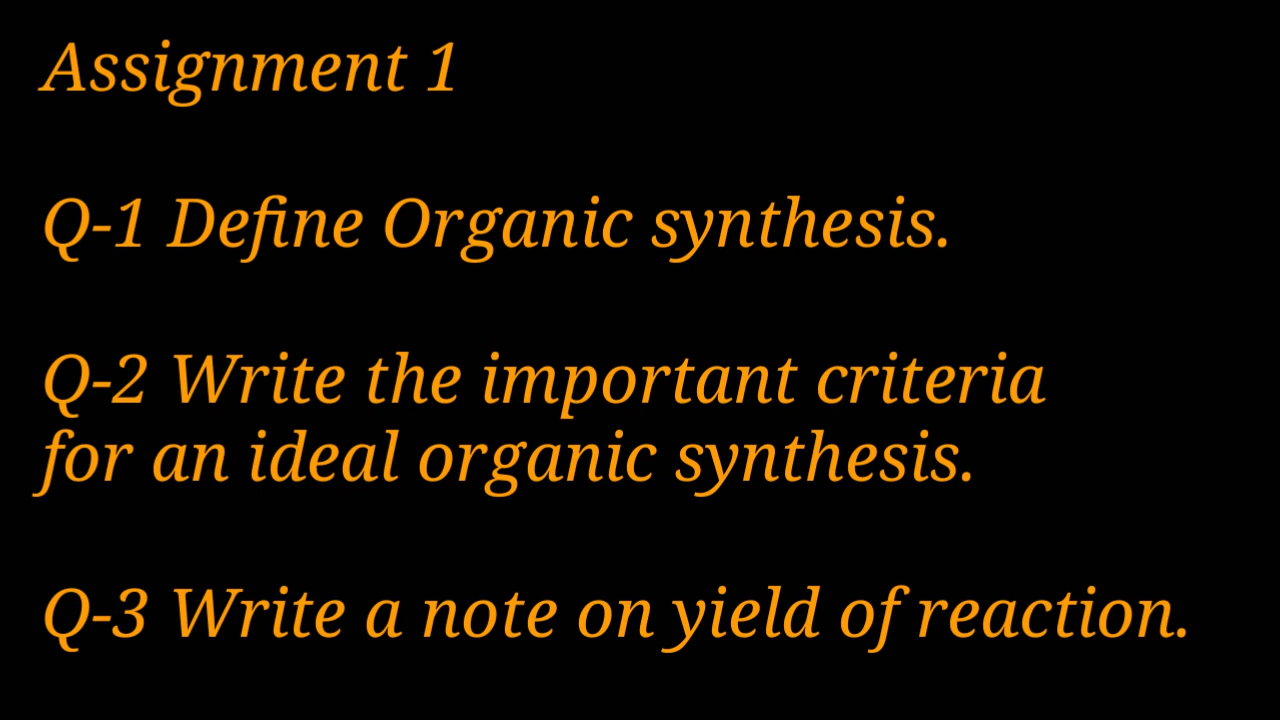 Assignment 1
Q-1 Define Organic synthesis.
Q-2 Write the important criteria
for an ideal organic synthesis.
Q-3 Write a note on yield of reaction.